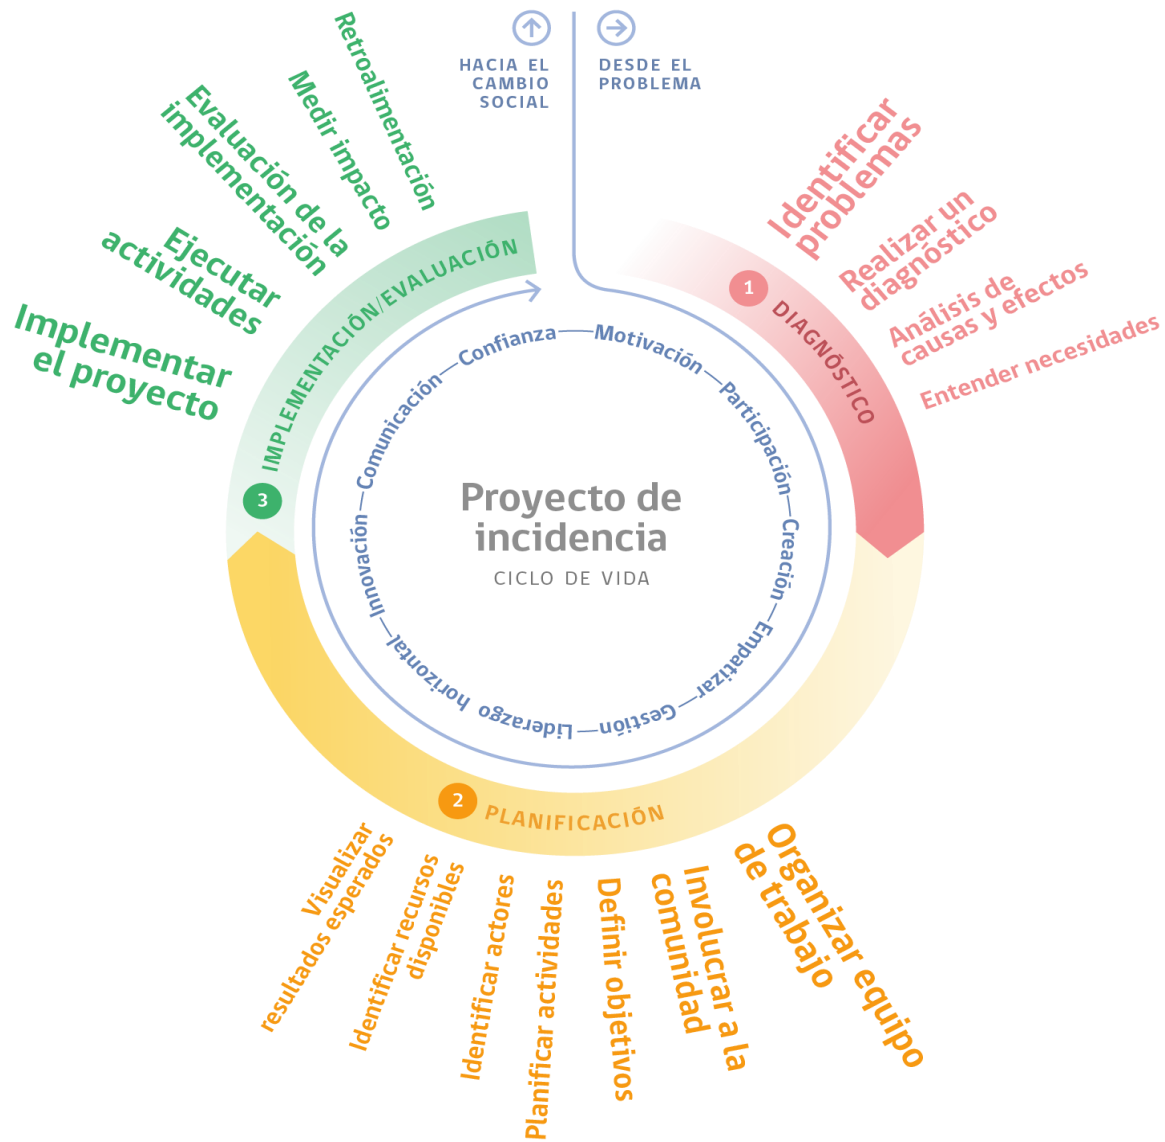 HACIA EL
CAMBIO
SOCIAL
DESDE EL
PROBLEMA
1
DIAGNÓSTICO
Identificar
problemas
Realizar un
diagnóstico
Análisis de
causas y efectos
Entender necesidades
2
PLANIFICACIÓN
Organizar equipo
de trabajo
Involucrar a la
comunidad
Definir objetivos
Planificar actividades
Identificar actores
Identificar recursos
disponibles
Visualizar
resultados esperados
3
IMPLEMENTACIÓN/EVALUACIÓN
Implementar
el proyecto
Ejecutar
actividades
Evaluación de la
implementación
Medir impacto
Retroalimentación
Motivación
Participación
Creación
Empatizar
Gestión
Liderazgo horizontal
Innovación
Comunicación
Confianza
Proyecto de
incidencia
CICLO DE VIDA